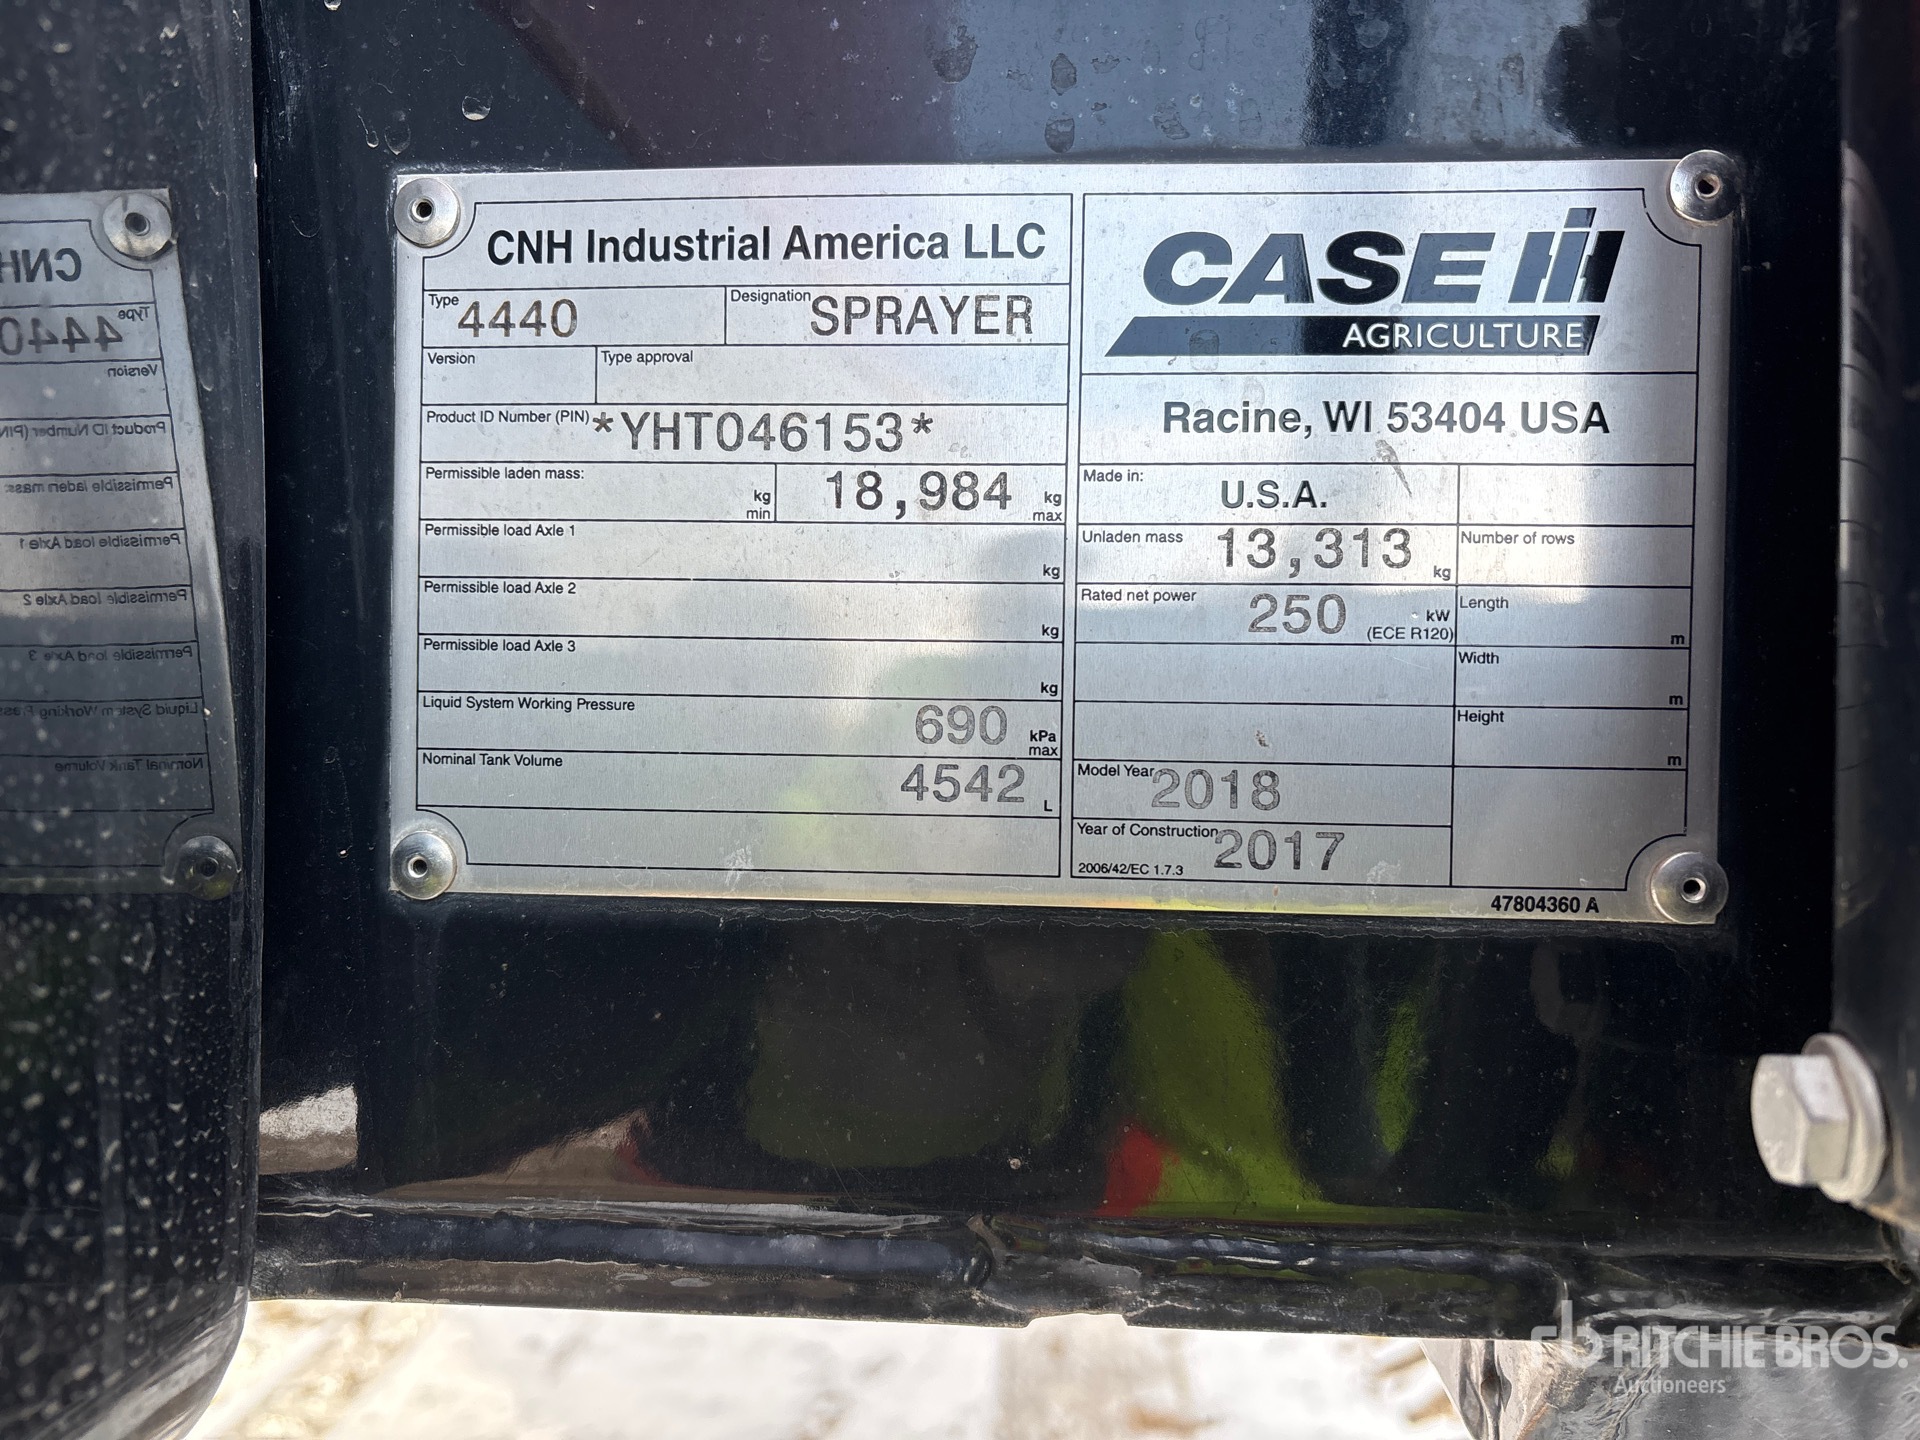 CNH Industrial America LLC
Type 4440
Designation SPRAYER
Version
Type approval
Product ID Number (PIN) *YHT046153*
Permissible laden mass:
kg min
18,984 kg max
Permissible load Axle 1
kg
Permissible load Axle 2
kg
Permissible load Axle 3
kg
Liquid System Working Pressure 690 kPa max
Nominal Tank Volume 4542 L
CASE IH
AGRICULTURE
Racine, WI 53404 USA
Made in: U.S.A.
Unladen mass 13,313 kg
Number of rows
Rated net power 250 kW (ECE R120)
Length
m
Width
m
Height
m
Model Year 2018
Year of Construction 2017
2006/42/EC 1.7.3
47804360 A
CNH
Type
4440
Version
Product ID Number (PIN
Permissible laden mass:
Permissible load Axle 1
Permissible load Axle 2
Permissible load Axle 3
Liquid System Working
Nominal Tank Volume
rb RITCHIE BROS.
Auctioneers